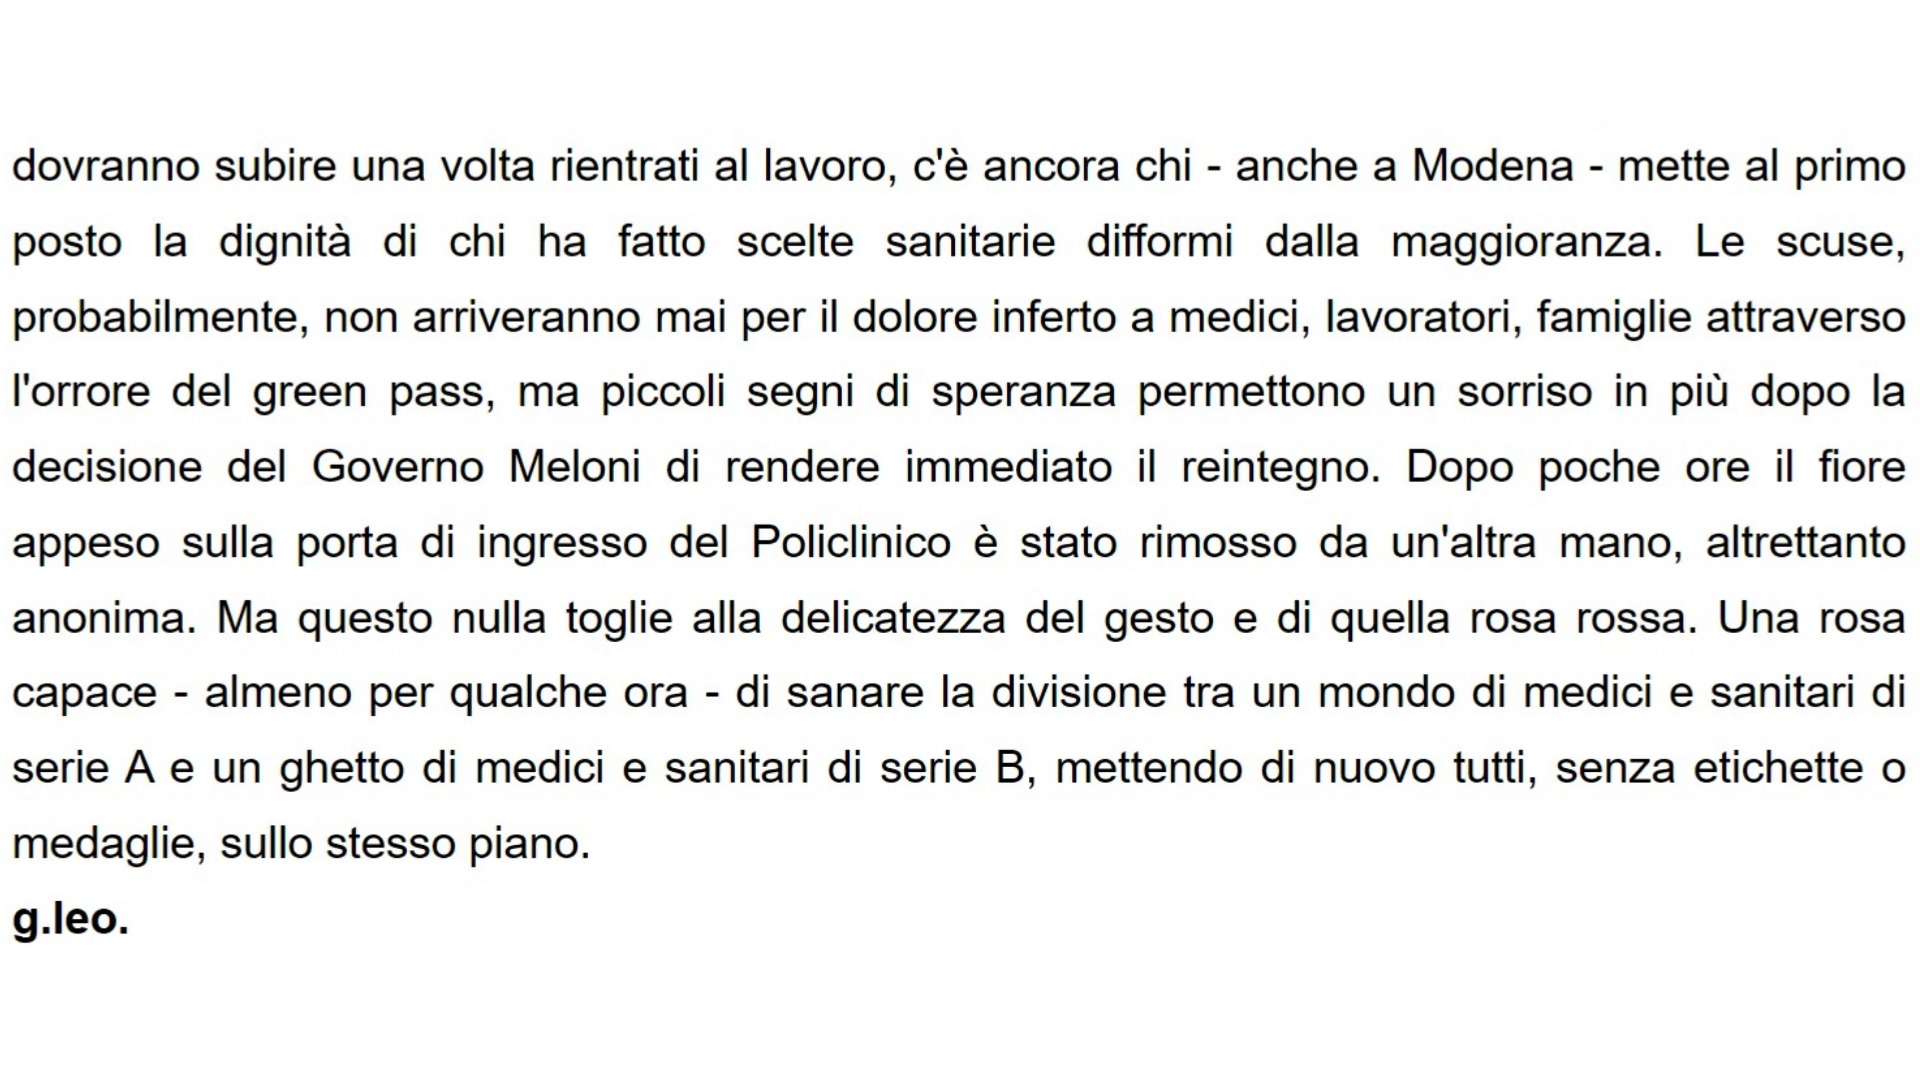 dovranno subire una volta rientrati al lavoro, c'è ancora chi - anche a Modena - mette al primo
posto la dignità di chi ha fatto scelte sanitarie difformi dalla maggioranza. Le scuse,
probabilmente, non arriveranno mai per il dolore inferto a medici, lavoratori, famiglie attraverso
l'orrore del green pass, ma piccoli segni di speranza permettono un sorriso in più dopo la
decisione del Governo Meloni di rendere immediato il reintegno. Dopo poche ore il fiore
appeso sulla porta di ingresso del Policlinico è stato rimosso da un'altra mano, altrettanto
anonima. Ma questo nulla toglie alla delicatezza del gesto e di quella rosa rossa. Una rosa
capace - almeno per qualche ora - di sanare la divisione tra un mondo di medici e sanitari di
serie A e un ghetto di medici e sanitari di serie B, mettendo di nuovo tutti, senza etichette o
medaglie, sullo stesso piano.
g.leo.